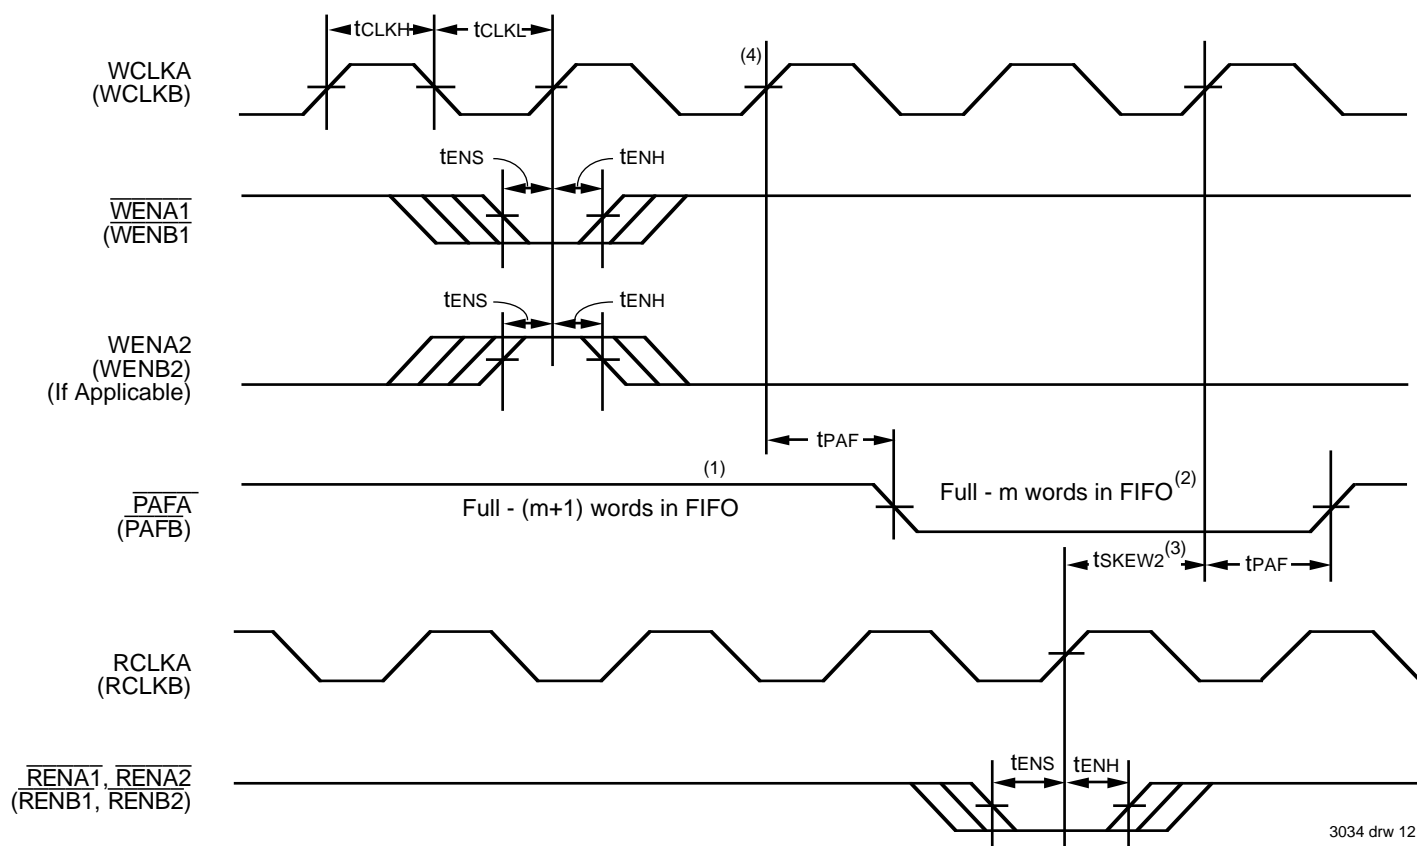 tCLKH
tCLKL
WCLKA
(WCLKB)
(4)
tENS
tENH
WENA1
(WENB1
tENS
tENH
WENA2
(WENB2)
(If Applicable)
tPAF
(1)
PAFA
(PAFB)
Full - (m+1) words in FIFO
Full - m words in FIFO(2)
tSKEW2(3)
tPAF
RCLKA
(RCLKB)
tENS
tENH
RENA1, RENA2
(RENB1, RENB2)
3034 drw 12